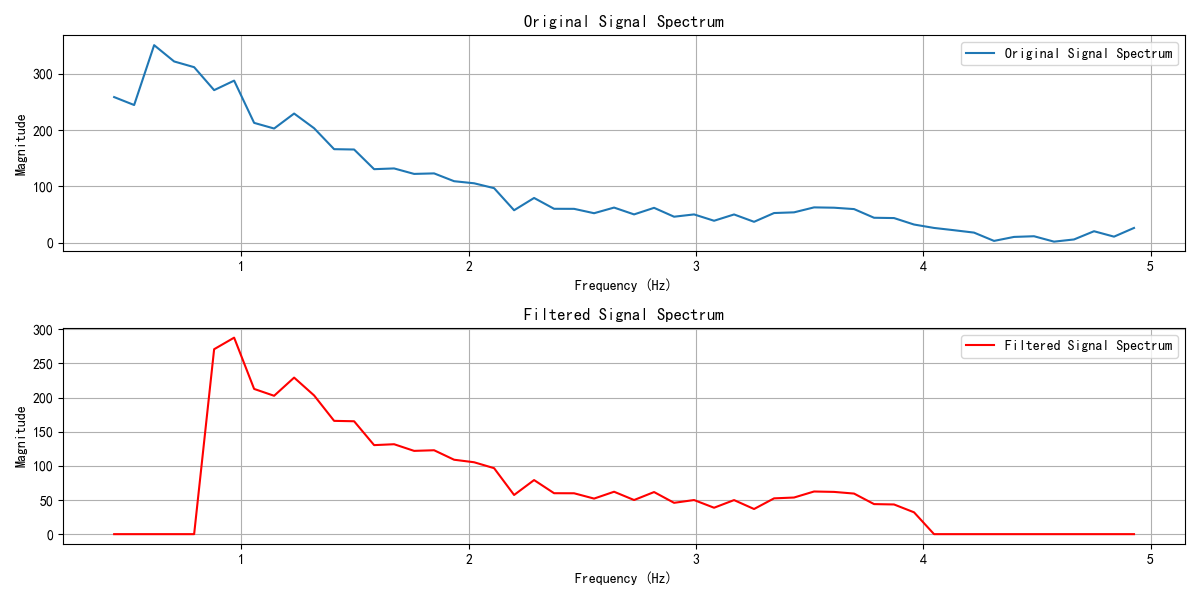 Original Signal Spectrum
Original Signal Spectrum
300
200
100
0
Magnitude
1 2 3 4 5
Frequency (Hz)
Filtered Signal Spectrum
Filtered Signal Spectrum
300
250
200
150
100
50
0
Magnitude
1 2 3 4 5
Frequency (Hz)